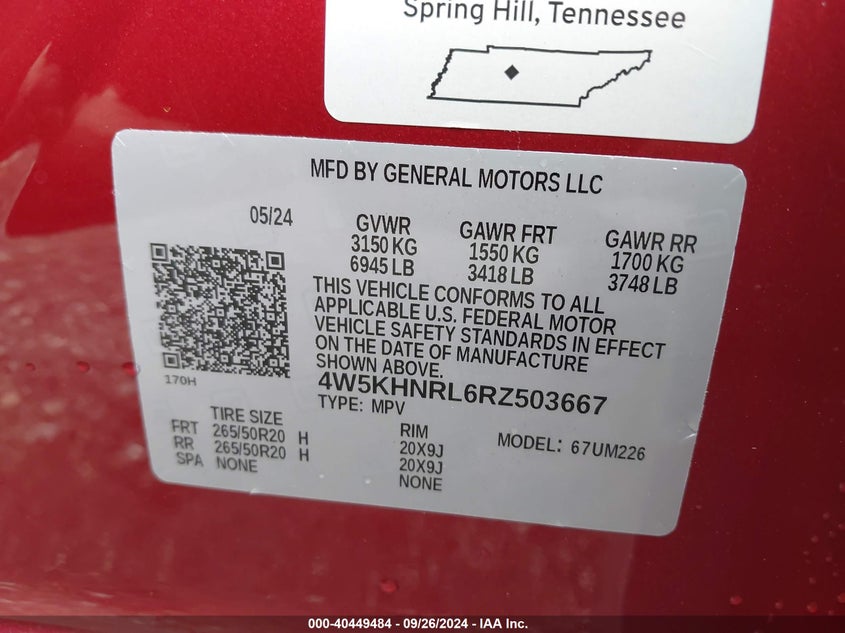 Spring Hill, Tennessee
MFD BY GENERAL MOTORS LLC
05/24
GVWR
3150 KG
6945 LB
GAWR FRT
1550 KG
3418 LB
GAWR RR
1700 KG
3748 LB
THIS VEHICLE CONFORMS TO ALL
APPLICABLE U.S. FEDERAL MOTOR
VEHICLE SAFETY STANDARDS IN EFFECT
ON THE DATE OF MANUFACTURE
SHOWN ABOVE.
170H
4W5KHNRL6RZ503667
TYPE: MPV
TIRE SIZE
FRT 265/50R20 H
RR 265/50R20 H
SPA NONE
RIM
20X9J
20X9J
NONE
MODEL: 67UM226
000-40449484 - 09/26/2024 - IAA Inc.